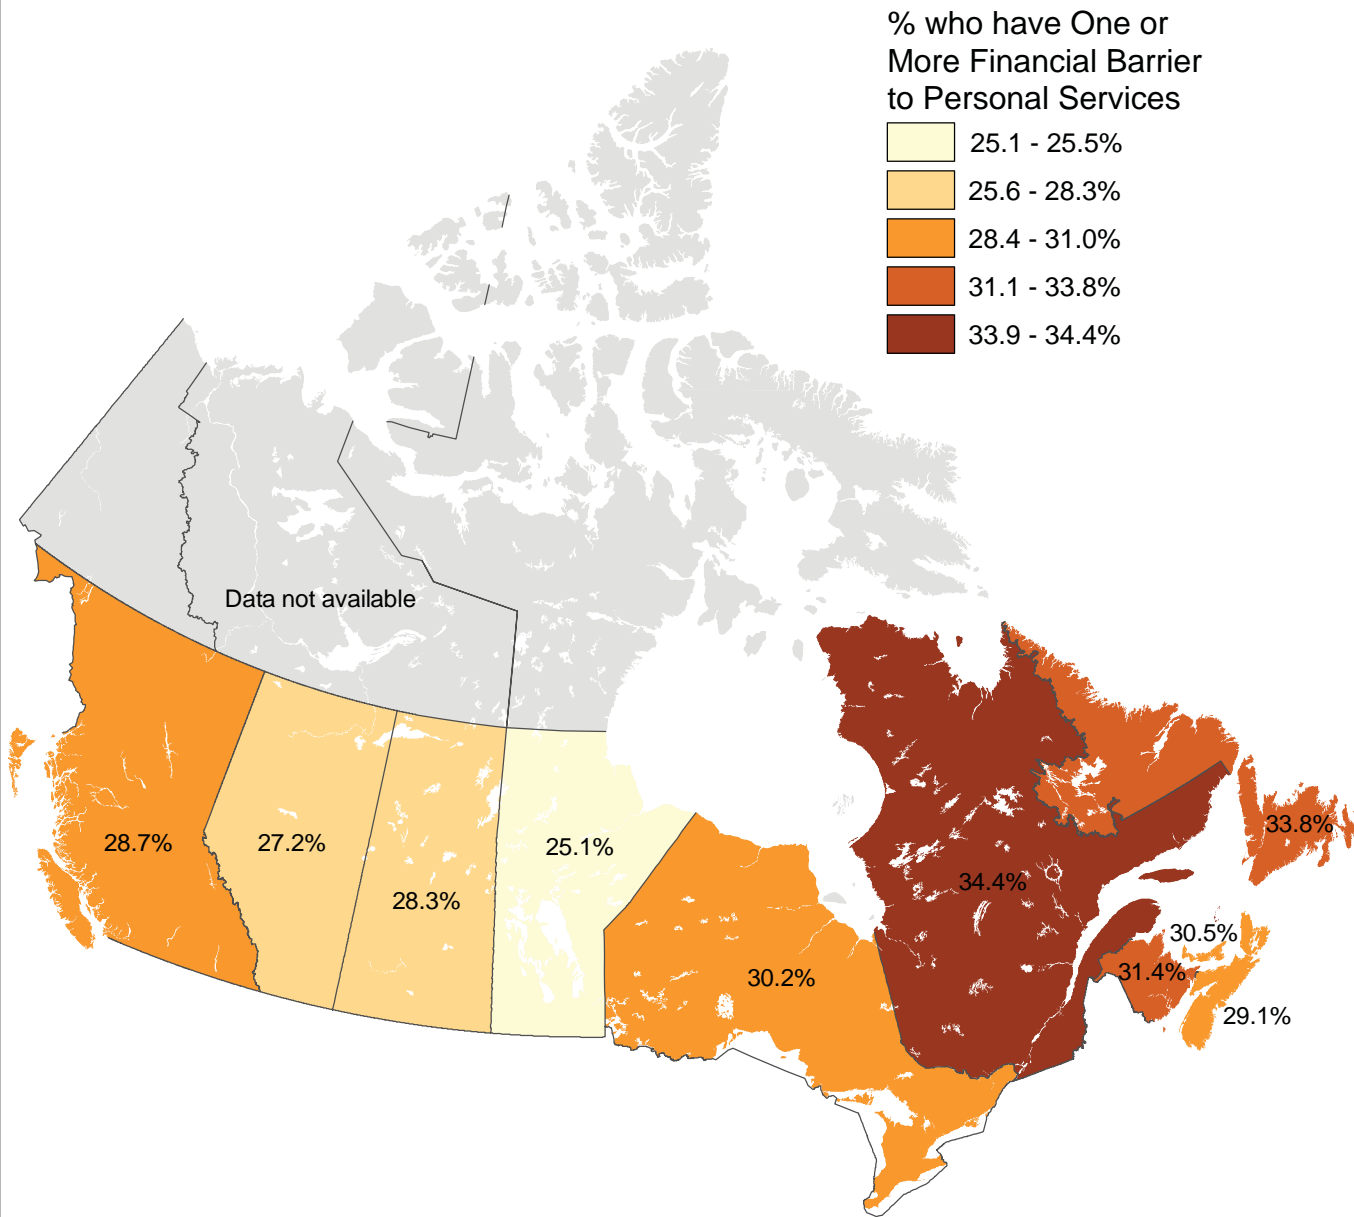 % who have One or
More Financial Barrier
to Personal Services
25.1 - 25.5%
25.6 - 28.3%
28.4 - 31.0%
31.1 - 33.8%
33.9 - 34.4%
Data not available
28.7%
27.2%
28.3%
25.1%
30.2%
34.4%
33.8%
30.5%
31.4%
29.1%